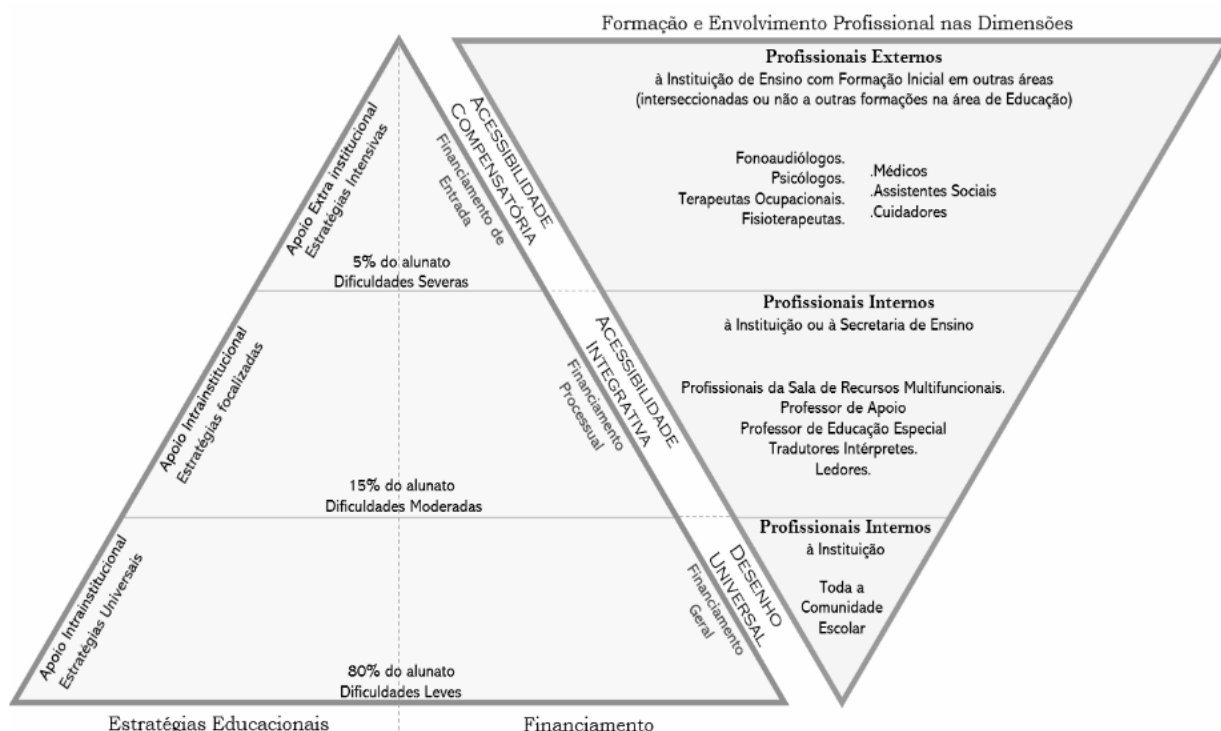 Formação e Envolvimento Profissional nas Dimensões
Apoio Extra institucional
Estratégias Intensivas
5% do alunato
Dificuldades Severas
Financiamento de
Entrada
ACESSIBILIDADE
COMPENSATÓRIA
Profissionais Externos
à Instituição de Ensino com Formação Inicial em outras áreas
(interseccionadas ou não a outras formações na área de Educação)
Fonoaudiólogos.
Psicólogos.
Terapeutas Ocupacionais.
Fisioterapeutas.
.Médicos
.Assistentes Sociais
.Cuidadores
Apoio Intrainstitucional
Estratégias focalizadas
15% do alunato
Dificuldades Moderadas
Financiamento
Processual
ACESSIBILIDADE
INTEGRATIVA
Profissionais Internos
à Instituição ou à Secretaria de Ensino
Profissionais da Sala de Recursos Multifuncionais.
Professor de Apoio
Professor de Educação Especial
Tradutores Intérpretes.
Ledores.
Apoio Intrainstitucional
Estratégias Universais
80% do alunato
Dificuldades Leves
Financiamento
Geral
DESENHO
UNIVERSAL
Profissionais Internos
à Instituição
Toda a
Comunidade
Escolar
Estratégias Educacionais
Financiamento